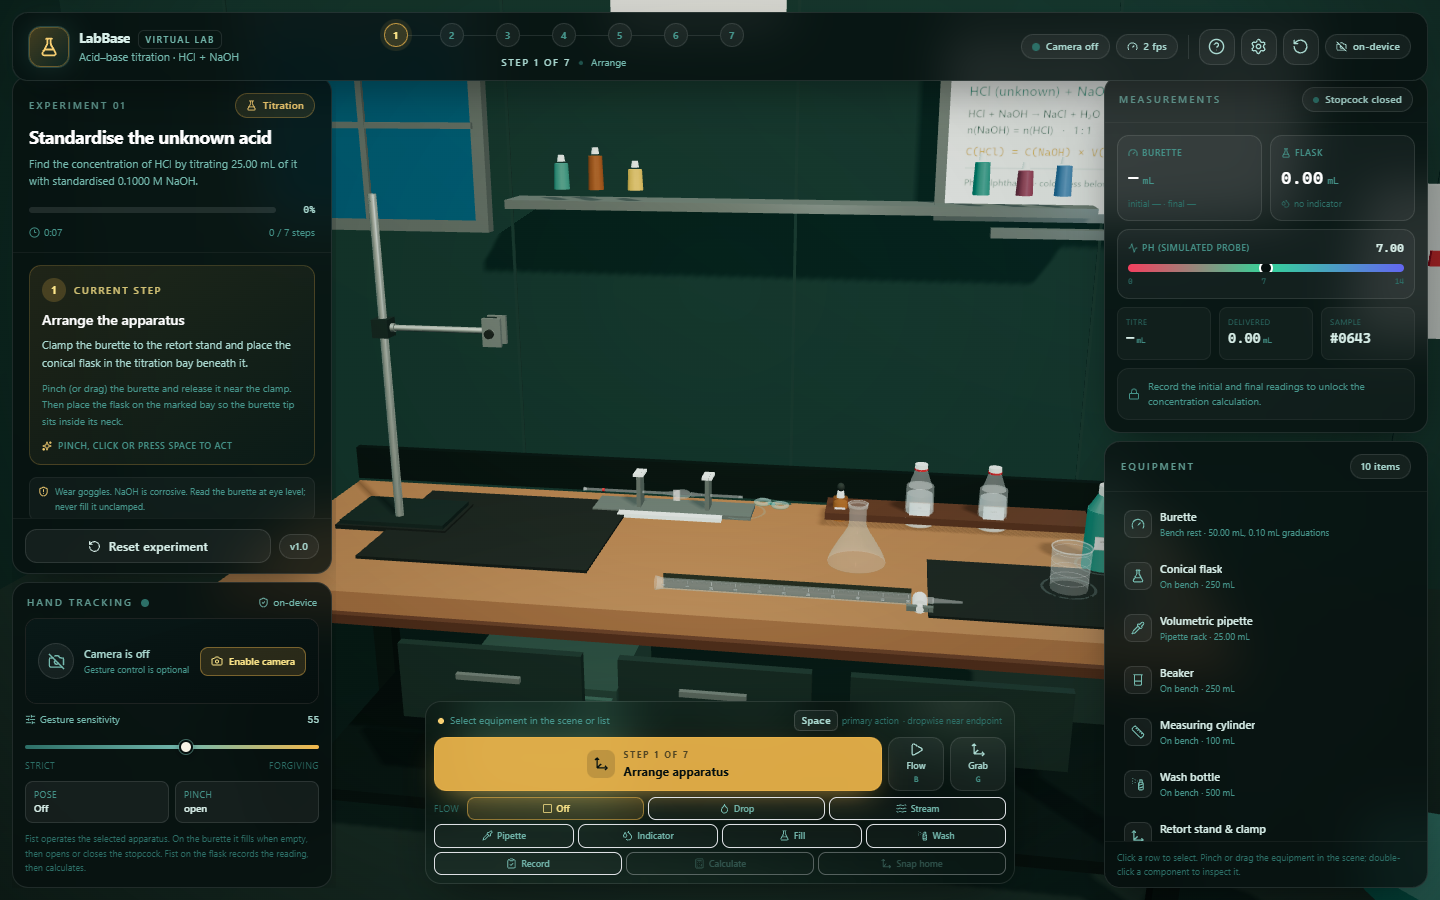 LabBase
VIRTUAL LAB
Acid–base titration · HCl + NaOH
1
2
3
4
5
6
7
STEP 1 OF 7
Arrange
Camera off
2 fps
on-device
EXPERIMENT 01
Titration
Standardise the unknown acid
Find the concentration of HCl by titrating 25.00 mL of it
with standardised 0.1000 M NaOH.
0%
0:07
0 / 7 steps
1
CURRENT STEP
Arrange the apparatus
Clamp the burette to the retort stand and place the
conical flask in the titration bay beneath it.
Pinch (or drag) the burette and release it near the clamp.
Then place the flask on the marked bay so the burette tip
sits inside its neck.
PINCH, CLICK OR PRESS SPACE TO ACT
Wear goggles. NaOH is corrosive. Read the burette at eye level;
never fill it unclamped.
Reset experiment
v1.0
HAND TRACKING
on-device
Camera is off
Gesture control is optional
Enable camera
Gesture sensitivity
55
STRICT
FORGIVING
POSE
Off
PINCH
open
Fist operates the selected apparatus. On the burette it fills when empty,
then opens or closes the stopcock. Fist on the flask records the reading,
then calculates.
HCl (unknown) + NaO
HCl + NaOH → NaCl + H₂O
n(NaOH) = n(HCl) · 1:1
C(HCl) = C(NaOH) × V(
Select equipment in the scene or list
Space
primary action · dropwise near endpoint
STEP 1 OF 7
Arrange apparatus
Flow
B
Grab
G
FLOW
Off
Drop
Stream
Pipette
Indicator
Fill
Wash
Record
Calculate
Snap home
MEASUREMENTS
Stopcock closed
BURETTE
— mL
initial — · final —
FLASK
0.00 mL
no indicator
PH (SIMULATED PROBE)
7.00
0
7
14
TITRE
— mL
DELIVERED
0.00 mL
SAMPLE
#0643
Record the initial and final readings to unlock the
concentration calculation.
EQUIPMENT
10 items
Burette
Bench rest · 50.00 mL, 0.10 mL graduations
Conical flask
On bench · 250 mL
Volumetric pipette
Pipette rack · 25.00 mL
Beaker
On bench · 250 mL
Measuring cylinder
On bench · 100 mL
Wash bottle
On bench · 500 mL
Retort stand & clamp
Click a row to select. Pinch or drag the equipment in the scene; double-
click a component to inspect it.